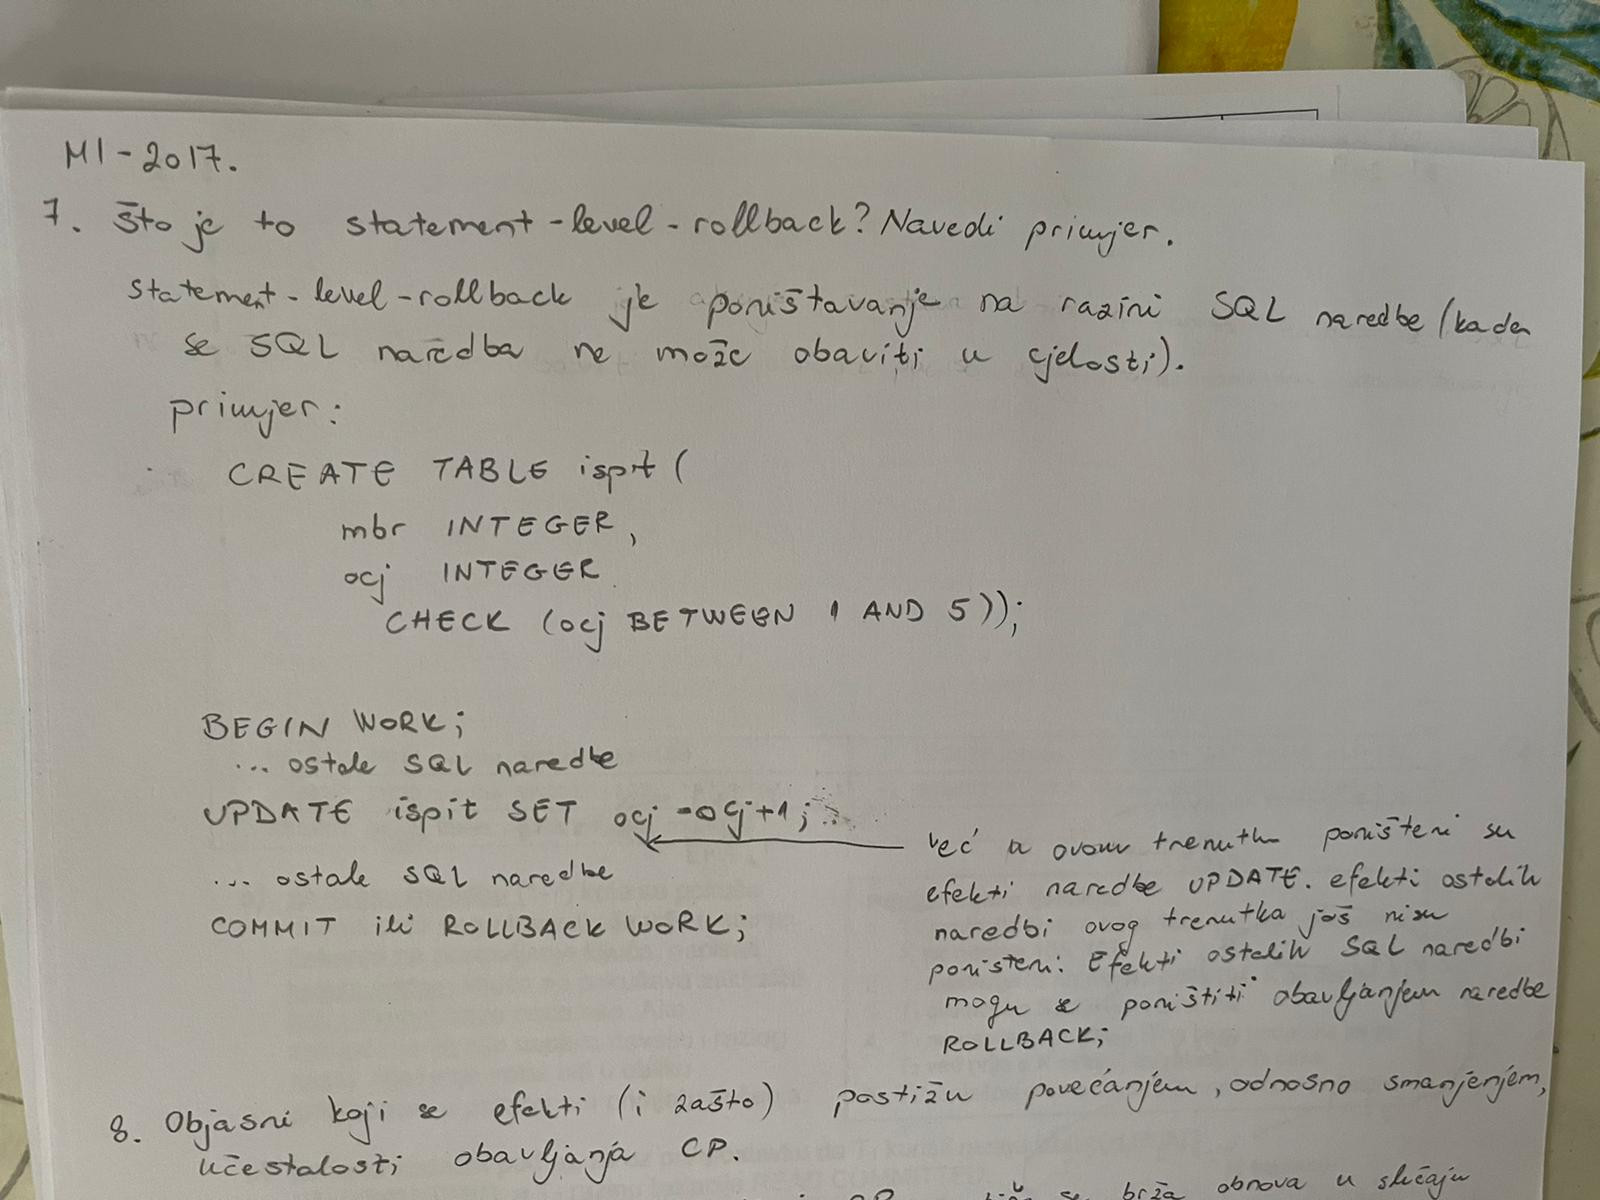 MI-2017.
7. Što je to statement-level-rollback? Navedi primjer.
statement-level-rollback je poništavanje na razini SQL naredbe (kada
se SQL naredba ne može obaviti u cjelosti).
primjer:
CREATE TABLE ispit (
mbr INTEGER,
ocj INTEGER
CHECK (ocj BETWEEN 1 AND 5));
BEGIN WORK;
... ostale SQL naredbe
UPDATE ispit SET ocj = ocj+1;
... ostale SQL naredbe
COMMIT ili ROLLBACK WORK;
već u ovom trenutku poništeni su
efekti naredbe UPDATE. efekti ostalih
naredbi ovog trenutka još nisu
poništeni. Efekti ostalih SQL naredbi
mogu se poništiti obavljanjem naredbe
ROLLBACK;
8. Objasni koji se efekti (i zašto) postižu povećanjem, odnosno smanjenjem,
učestalosti obavljanja CP.
se brža obnova u slučaju